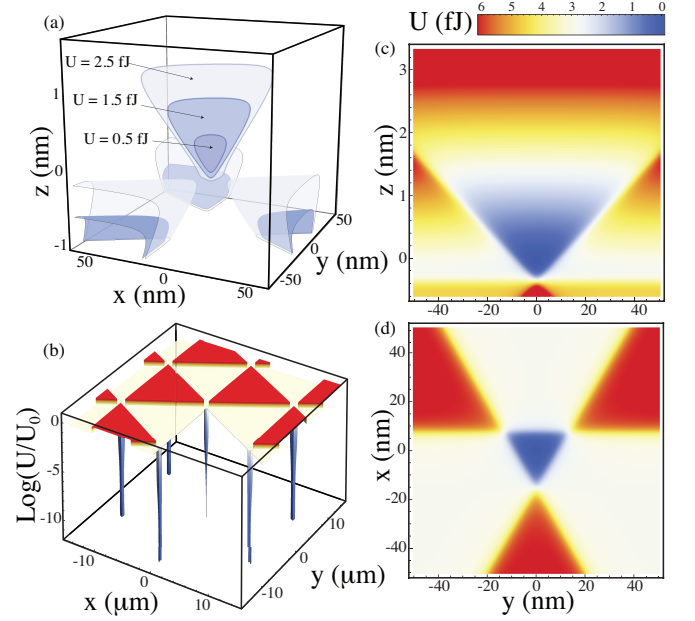 (a)
U = 2.5 fJ
U = 1.5 fJ
U = 0.5 fJ
1
0
-1
z (nm)
50
0
50
x (nm)
-50
0
50
y (nm)
U (fJ)
6 5 4 3 2 1 0
(c)
3
2
1
0
z (nm)
-40 -20 0 20 40
(b)
0
-5
-10
Log(U/U0)
-10
0
10
x (μm)
-10
0
10
y (μm)
(d)
40
20
0
-20
-40
x (nm)
-40 -20 0 20 40
y (nm)